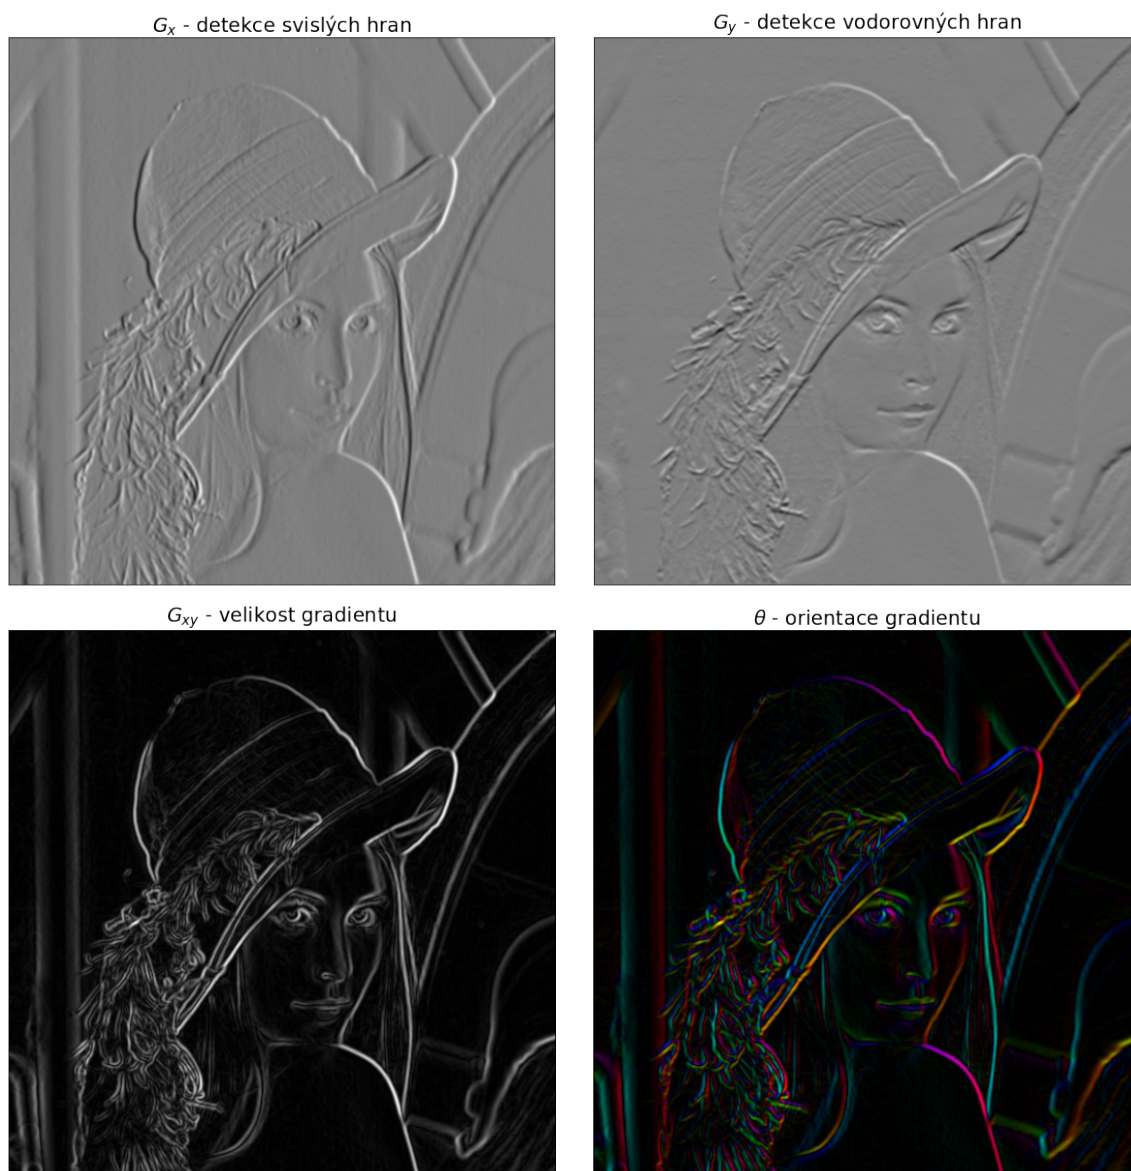 Gx - detekce svislých hran
Gy - detekce vodorovných hran
Gxy - velikost gradientu
θ - orientace gradientu